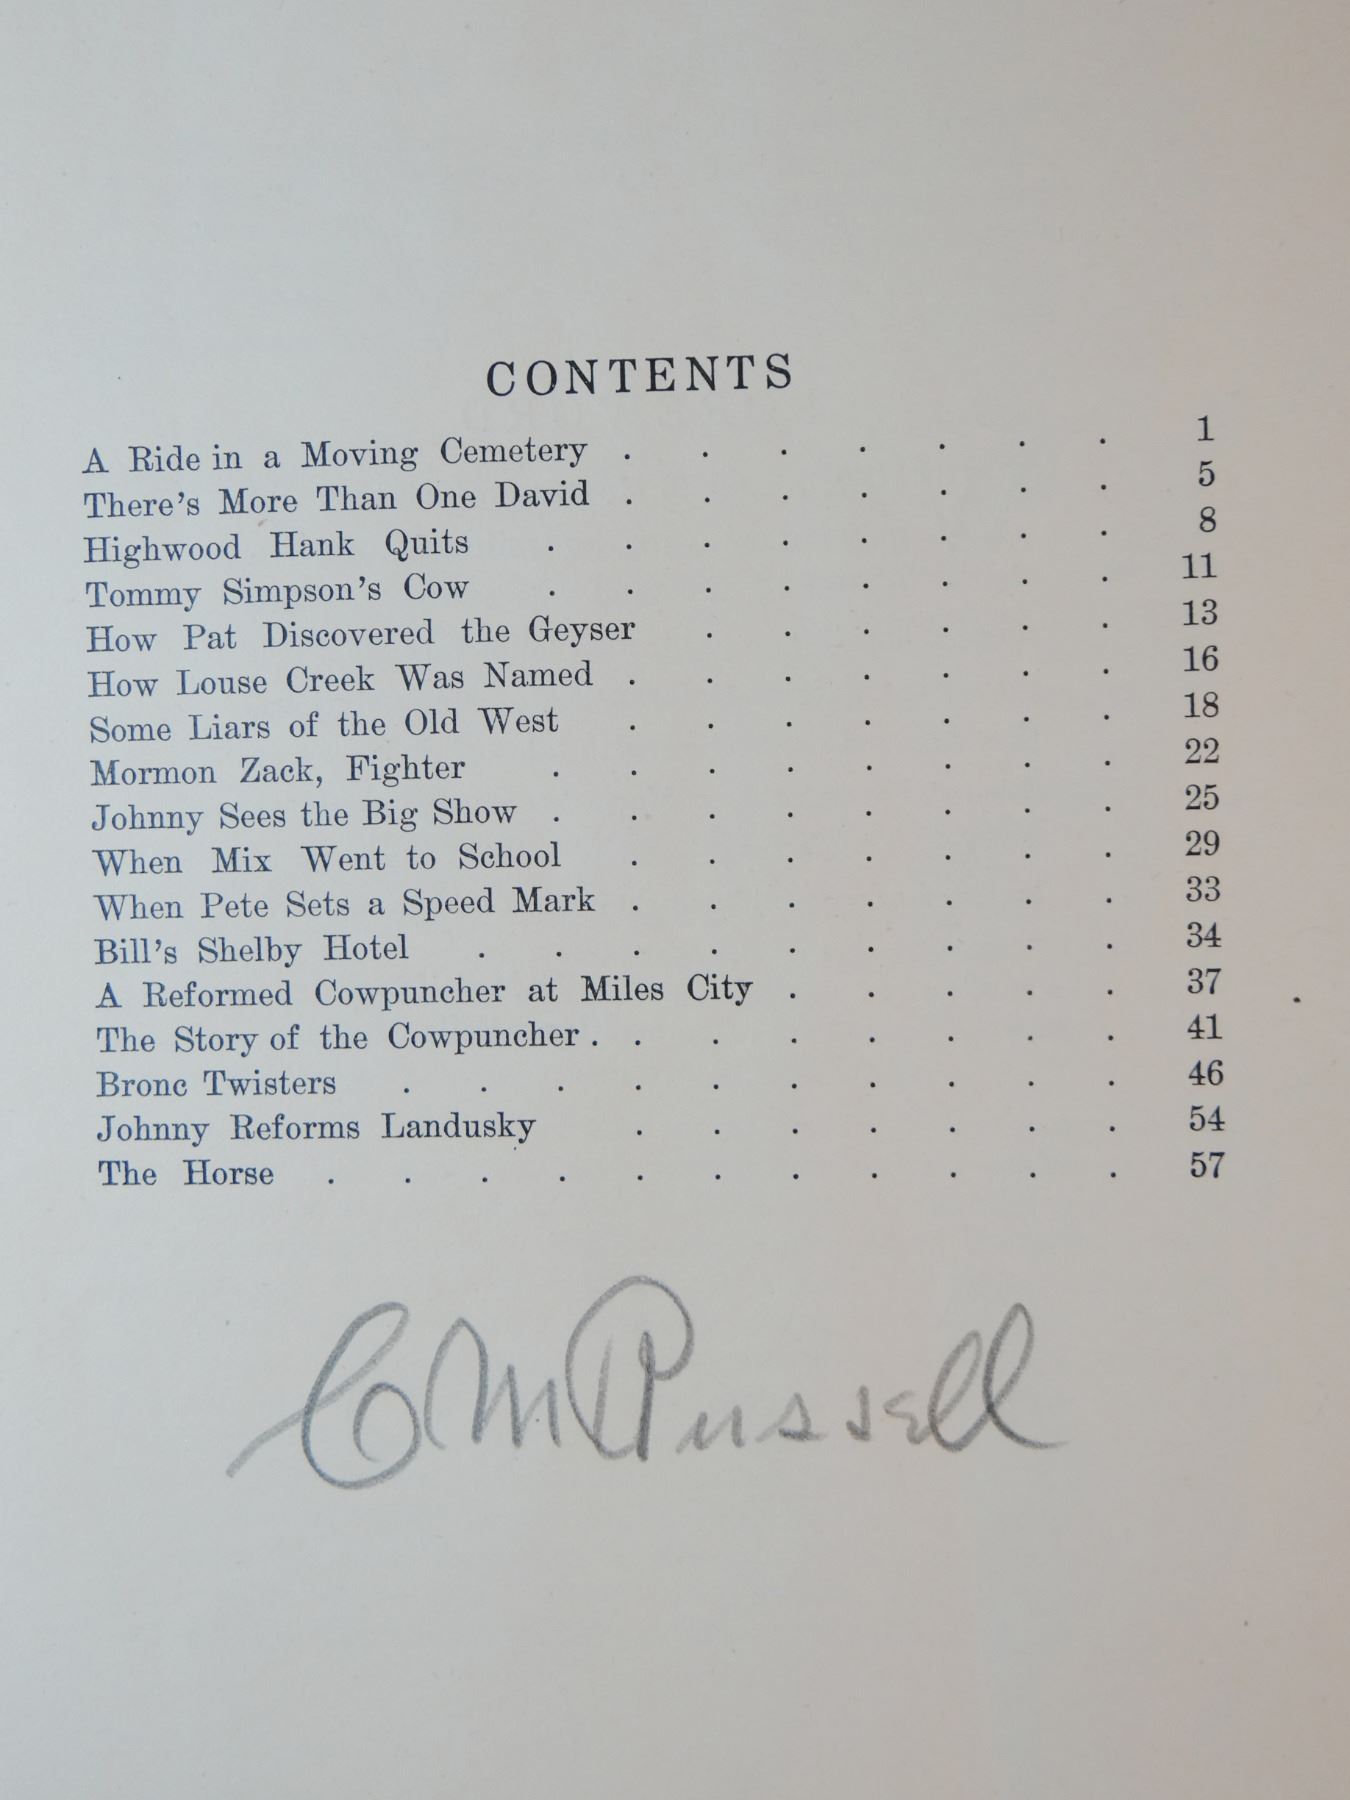 CONTENTS
A Ride in a Moving Cemetery . . . . . . . 1
There's More Than One David . . . . . . . 5
Highwood Hank Quits . . . . . . . . 8
Tommy Simpson's Cow . . . . . . . . 11
How Pat Discovered the Geyser . . . . . . 13
How Louse Creek Was Named . . . . . . . 16
Some Liars of the Old West . . . . . . . 18
Mormon Zack, Fighter . . . . . . . . 22
Johnny Sees the Big Show . . . . . . . . 25
When Mix Went to School . . . . . . . 29
When Pete Sets a Speed Mark . . . . . . . 33
Bill's Shelby Hotel . . . . . . . . . 34
A Reformed Cowpuncher at Miles City . . . . . 37
The Story of the Cowpuncher . . . . . . . . 41
Bronc Twisters . . . . . . . . . . 46
Johnny Reforms Landusky . . . . . . . 54
The Horse . . . . . . . . . . . 57
CM Russell